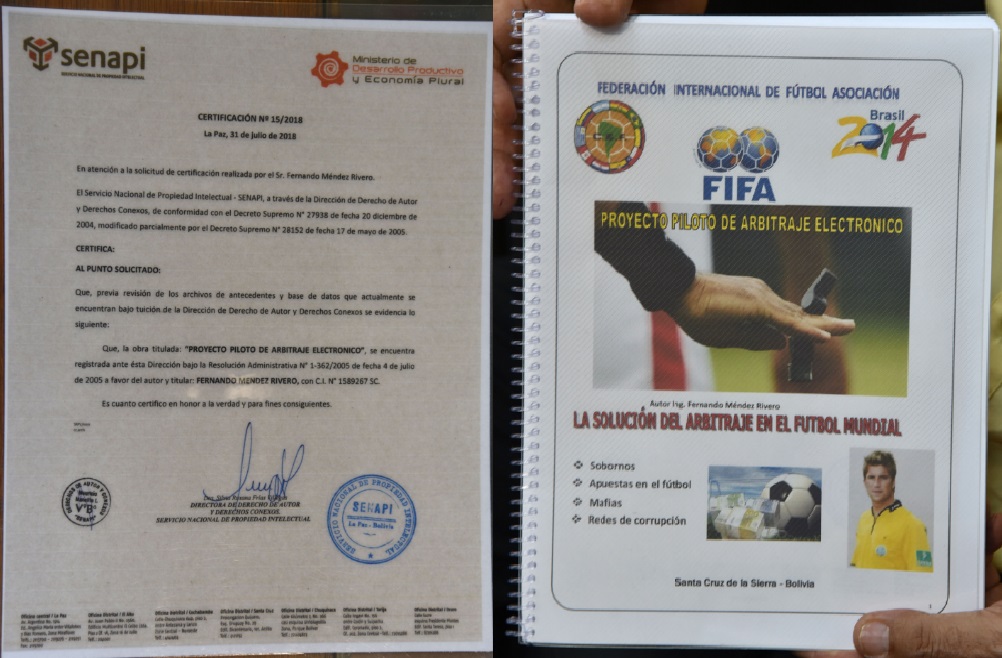 senapi
SERVICIO NACIONAL DE PROPIEDAD INTELECTUAL
Ministerio de
Desarrollo Productivo
y Economía Plural
CERTIFICACIÓN Nº 15/2018
La Paz, 31 de julio de 2018
En atención a la solicitud de certificación realizada por el Sr. Fernando Méndez Rivero.
El Servicio Nacional de Propiedad Intelectual - SENAPI, a través de la Dirección de Derecho de Autor
y Derechos Conexos, de conformidad con el Decreto Supremo N° 27938 de fecha 20 diciembre de
2004, modificado parcialmente por el Decreto Supremo N° 28152 de fecha 17 de mayo de 2005.
CERTIFICA:
AL PUNTO SOLICITADO:
Que, previa revisión de los archivos de antecedentes y base de datos que actualmente se
encuentran bajo tuición de la Dirección de Derecho de Autor y Derechos Conexos se evidencia lo
siguiente:
Que, la obra titulada: "PROYECTO PILOTO DE ARBITRAJE ELECTRONICO", se encuentra
registrada ante ésta Dirección bajo la Resolución Administrativa N° 1-362/2005 de fecha 4 de julio
de 2005 a favor del autor y titular: FERNANDO MENDEZ RIVERO, con C.I. N° 1589267 SC.
Es cuanto certifico en honor a la verdad y para fines consiguientes.
DIRECTORA DE DERECHO DE AUTOR
Y DERECHOS CONEXOS.
SERVICIO NACIONAL DE PROPIEDAD INTELECTUAL
VºBº
SERVICIO NACIONAL DE PROPIEDAD INTELECTUAL
SENAPI
La Paz - Bolivia
FEDERACIÓN INTERNACIONAL DE FÚTBOL ASOCIACIÓN
Brasil
2014
FIFA
PROYECTO PILOTO DE ARBITRAJE ELECTRONICO
Autor Ing. Fernando Méndez Rivero
LA SOLUCIÓN DEL ARBITRAJE EN EL FUTBOL MUNDIAL
Sobornos
Apuestas en el fútbol
Mafias
Redes de corrupción
Santa Cruz de la Sierra - Bolivia
1